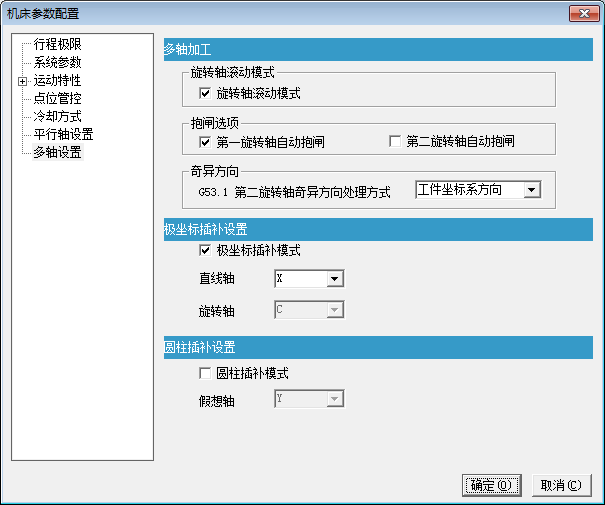 机床参数配置
行程极限
系统参数
运动特性
点位管控
冷却方式
平行轴设置
多轴设置
多轴加工
旋转轴滚动模式
旋转轴滚动模式
抱闸选项
第一旋转轴自动抱闸 第二旋转轴自动抱闸
奇异方向
G53.1 第二旋转轴奇异方向处理方式 工件坐标系方向
极坐标插补设置
极坐标插补模式
直线轴 X
旋转轴 C
圆柱插补设置
圆柱插补模式
假想轴 Y
确定(O) 取消(C)